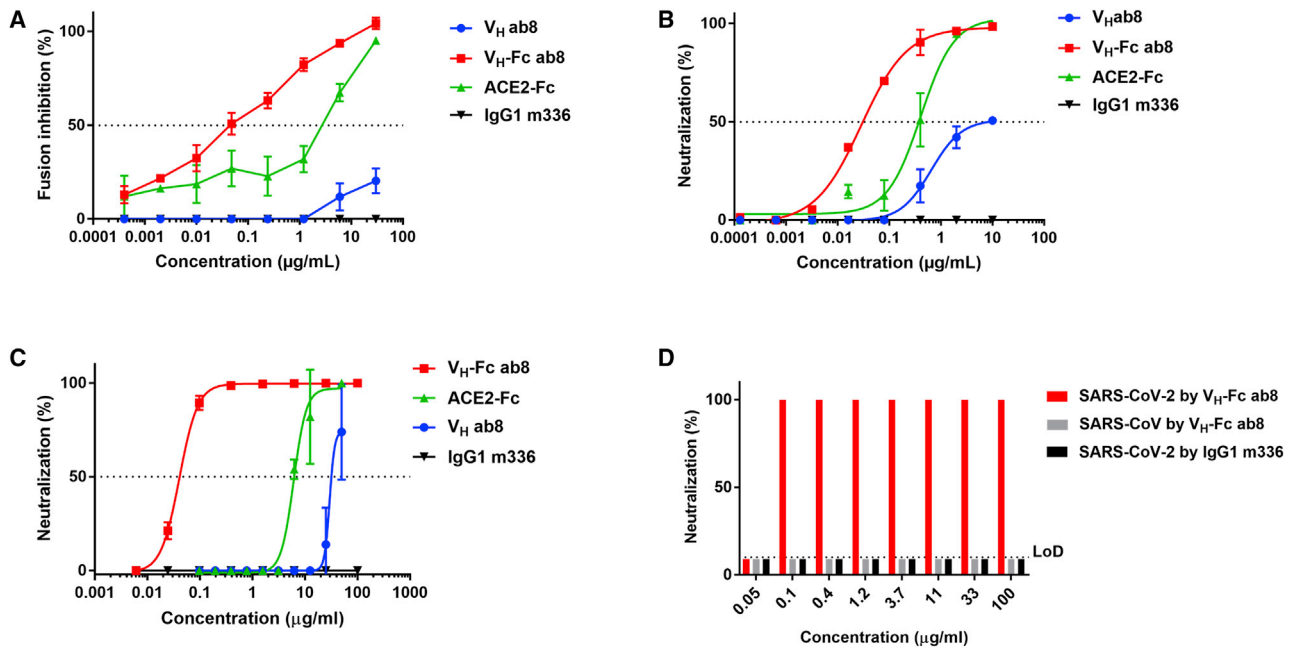 A
Fusion inhibition (%)
100
50
0
0.0001 0.001 0.01 0.1 1 10 100
Concentration (µg/mL)
VH ab8
VH-Fc ab8
ACE2-Fc
IgG1 m336
B
Neutralization (%)
100
50
0
0.0001 0.001 0.01 0.1 1 10 100
Concentration (µg/mL)
VHab8
VH-Fc ab8
ACE2-Fc
IgG1 m336
C
Neutralization (%)
100
50
0
0.001 0.01 0.1 1 10 100 1000
Concentration (µg/ml)
VH-Fc ab8
ACE2-Fc
VH ab8
IgG1 m336
D
Neutralization (%)
100
50
0
0.05 0.1 0.4 1.2 3.7 11 33 100
Concentration (µg/ml)
LoD
SARS-CoV-2 by VH-Fc ab8
SARS-CoV by VH-Fc ab8
SARS-CoV-2 by IgG1 m336